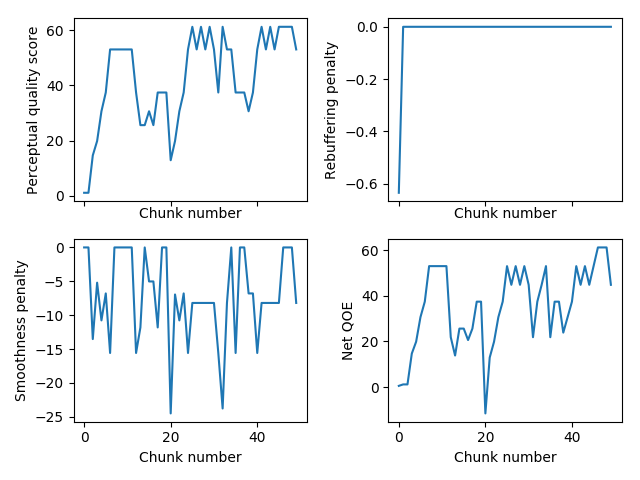 Perceptual quality score
60
40
20
0
Chunk number
Rebuffering penalty
0.0
−0.2
−0.4
−0.6
Chunk number
Smoothness penalty
0
−5
−10
−15
−20
−25
0 20 40
Chunk number
Net QOE
60
40
20
0
0 20 40
Chunk number